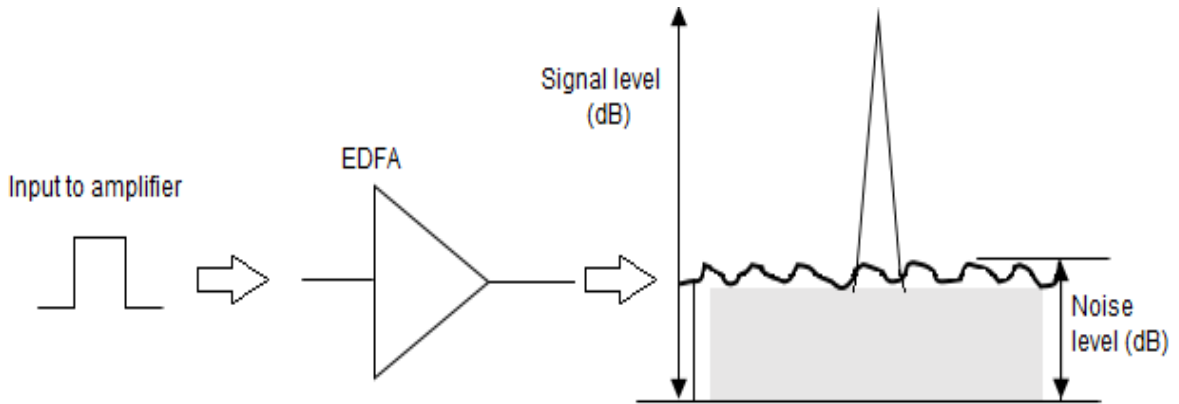 Input to amplifier
EDFA
Signal level
(dB)
Noise
level (dB)